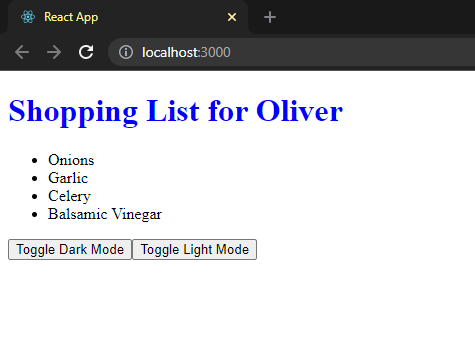 React App
localhost:3000
Shopping List for Oliver
Onions
Garlic
Celery
Balsamic Vinegar
Toggle Dark Mode Toggle Light Mode